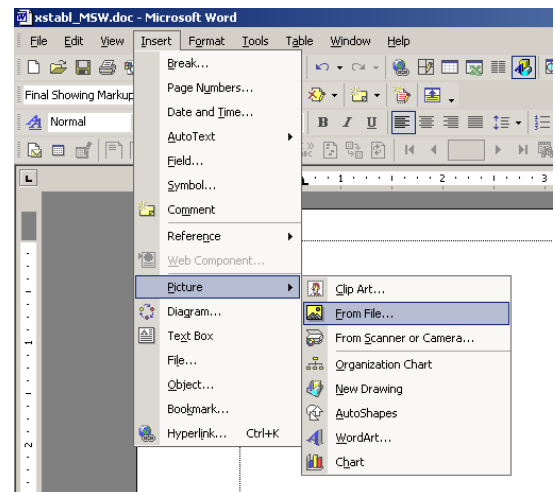 xstabl_MSW.doc - Microsoft Word
File Edit View Insert Format Tools Table Window Help
Break...
Page Numbers...
Final Showing Markup
Date and Time...
Normal
B I U
AutoText
Field...
Symbol...
1 2 3
Comment
Reference
Web Component...
Picture
Clip Art...
Diagram...
From File...
Text Box
From Scanner or Camera...
File...
Organization Chart
Object...
New Drawing
Bookmark...
AutoShapes
Hyperlink... Ctrl+K
WordArt...
Chart
1
2